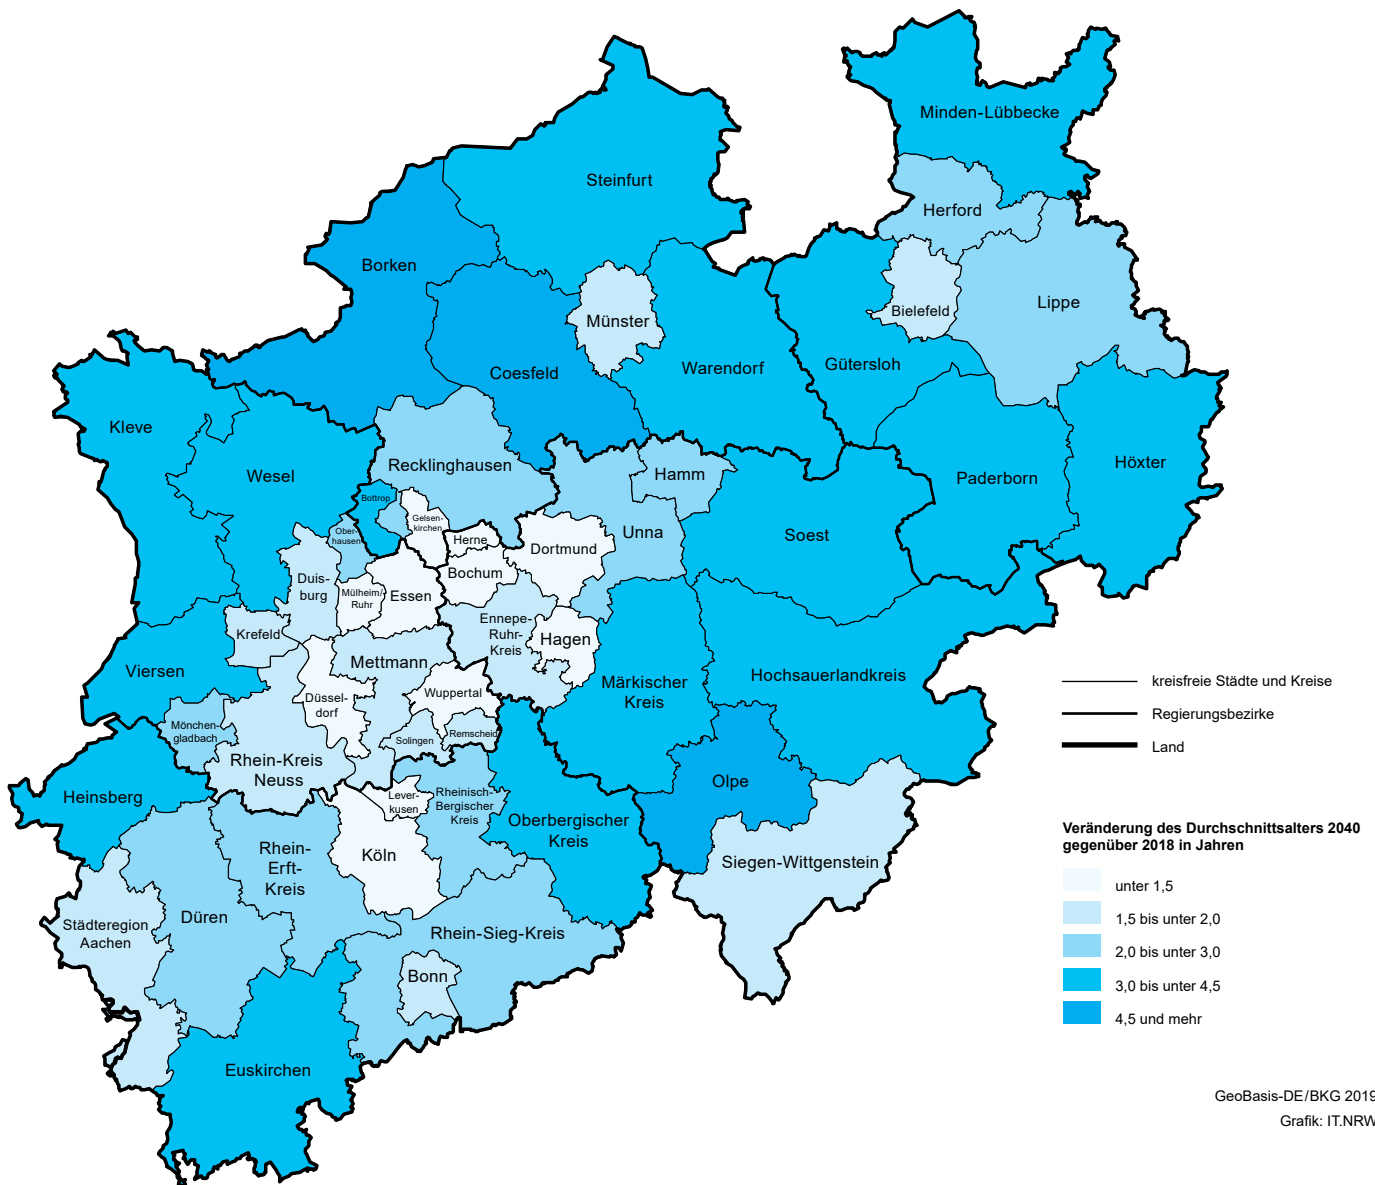 Minden-Lübbecke
Steinfurt
Herford
Borken
Lippe
Bielefeld
Münster
Coesfeld
Warendorf
Gütersloh
Kleve
Recklinghausen
Höxter
Wesel
Hamm
Paderborn
Bottrop
Gelsen-
kirchen
Ober-
hausen
Unna
Soest
Herne
Dortmund
Bochum
Duis-
burg
Mülheim/
Ruhr
Essen
Ennepe-
Ruhr-
Kreis
Hagen
Krefeld
Mettmann
Viersen
Märkischer
Kreis
Hochsauerlandkreis
Wuppertal
Düssel-
dorf
Mönchen-
gladbach
Solingen
Remscheid
Rhein-Kreis
Neuss
Olpe
Heinsberg
Lever-
kusen
Rheinisch-
Bergischer
Kreis
Oberbergischer
Kreis
Rhein-
Erft-
Kreis
Köln
Siegen-Wittgenstein
Düren
Städteregion
Aachen
Rhein-Sieg-Kreis
Bonn
Euskirchen
kreisfreie Städte und Kreise
Regierungsbezirke
Land
Veränderung des Durchschnittsalters 2040
gegenüber 2018 in Jahren
unter 1,5
1,5 bis unter 2,0
2,0 bis unter 3,0
3,0 bis unter 4,5
4,5 und mehr
GeoBasis-DE/BKG 2019
Grafik: IT.NRW